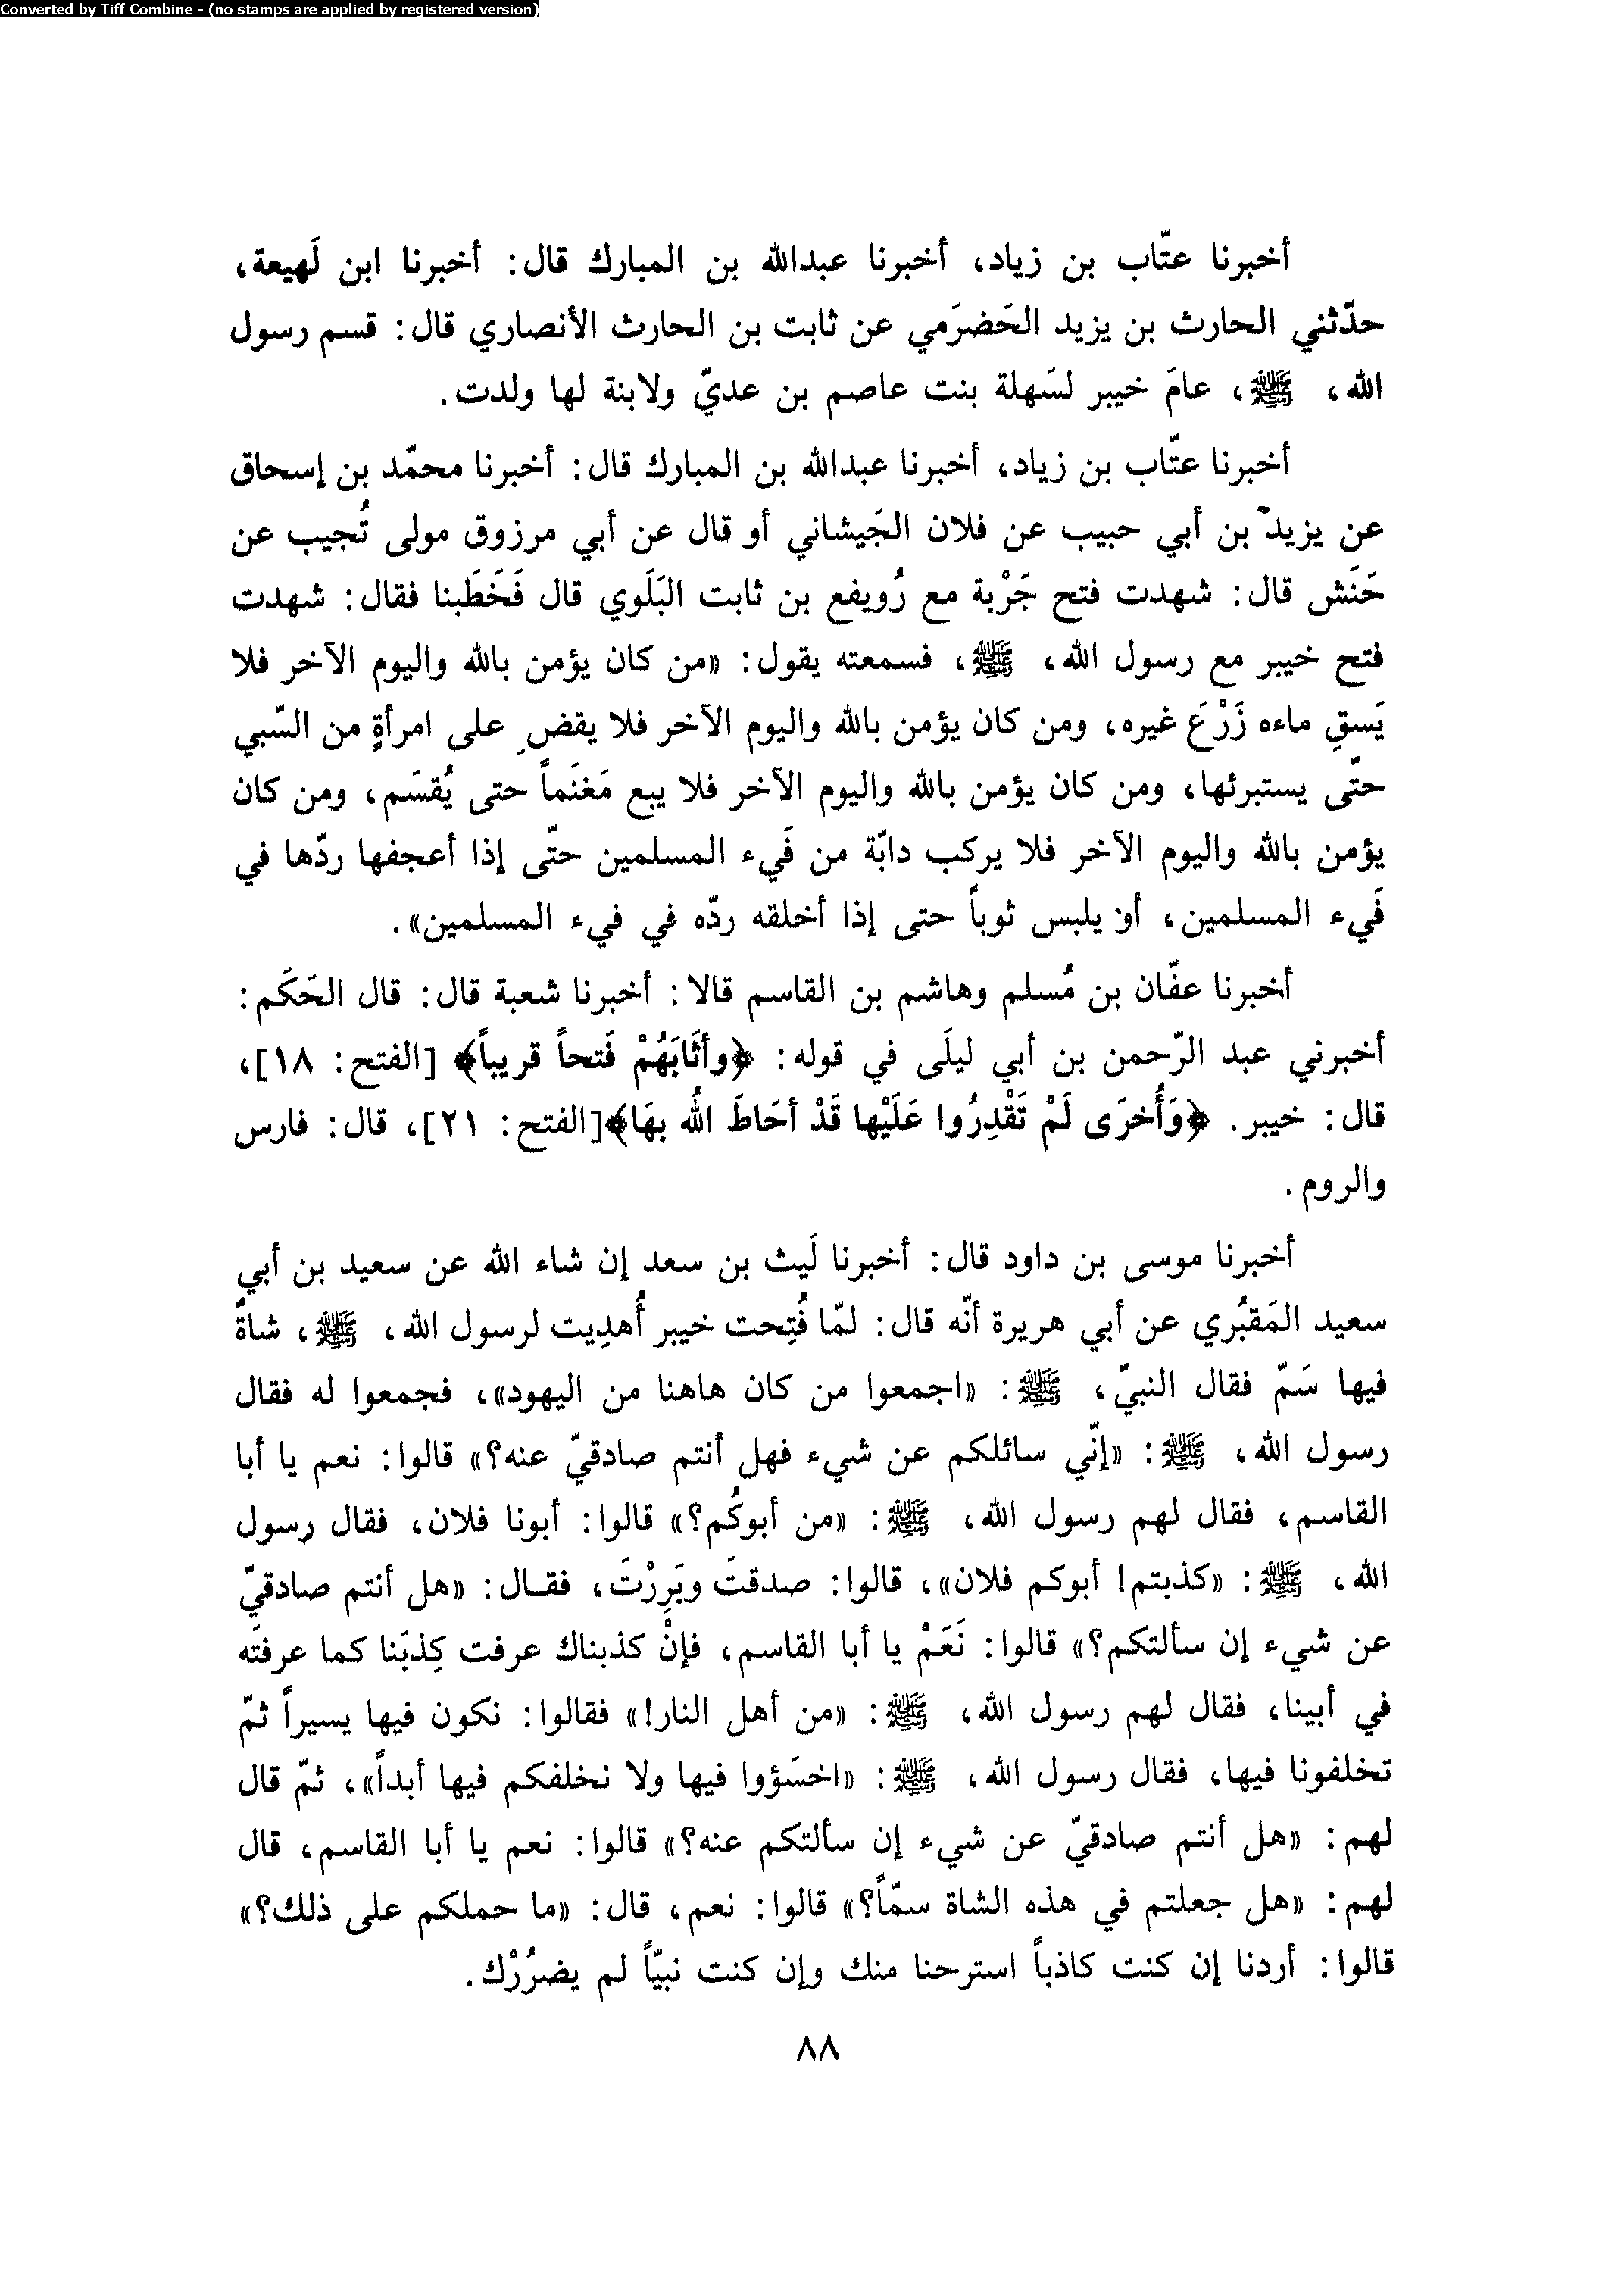 Converted by Tiff Combine - (no stamps are applied by registered version)
أخبرنا عتّاب بن زياد، أخبرنا عبدالله بن المبارك قال: أخبرنا ابن لَهيعة،
حدّثني الحارث بن يزيد الحَضرَمي عن ثابت بن الحارث الأنصاري قال: قسم رسول
الله، ﷺ، عامَ خيبر لسَهلة بنت عاصم بن عديّ ولابنة لها ولدت.
أخبرنا عتّاب بن زياد، أخبرنا عبدالله بن المبارك قال: أخبرنا محمّد بن إسحاق
عن يزيد بن أبي حبيب عن فلان الجَيشاني أو قال عن أبي مرزوق مولى تُجيب عن
حَنَش قال: شهدت فتح جَرْبة مع رُويفع بن ثابت البَلَوي قال فَخَطَبنا فقال: شهدت
فتح خيبر مع رسول الله، ﷺ، فسمعته يقول: «من كان يؤمن بالله واليوم الآخر فلا
يَسقِ ماءه زَرْعَ غيره، ومن كان يؤمن بالله واليوم الآخر فلا يقضِ على امرأةٍ من السّبي
حتّى يستبرئها، ومن كان يؤمن بالله واليوم الآخر فلا يبع مَغنَماً حتى يُقسَم، ومن كان
يؤمن بالله واليوم الآخر فلا يركب دابّة من فَيء المسلمين حتّى إذا أعجفها ردّها في
فَيء المسلمين، أو يلبس ثوباً حتى إذا أخلقه ردّه في فيء المسلمين».
أخبرنا عفّان بن مُسلم وهاشم بن القاسم قالا: أخبرنا شعبة قال: قال الحَكَم:
أخبرني عبد الرّحمن بن أبي ليلَى في قوله: ﴿وأثَابَهُمْ فَتحاً قريباً﴾ [الفتح: ١٨]،
قال: خيبر. ﴿وَأُخرَى لَمْ تَقْدِرُوا عَلَيْها قَدْ أحَاطَ اللهُ بهَا﴾[الفتح: ٢١]، قال: فارس
والروم.
أخبرنا موسى بن داود قال: أخبرنا لَيث بن سعد إن شاء الله عن سعيد بن أبي
سعيد المَقبُري عن أبي هريرة أنّه قال: لمّا فُتِحت خيبر أُهدِيت لرسول الله، ﷺ، شاةٌ
فيها سَمّ فقال النبيّ، ﷺ: «اجمعوا من كان هاهنا من اليهود»، فجمعوا له فقال
رسول الله، ﷺ: «إنّي سائلكم عن شيء فهل أنتم صادقيّ عنه؟» قالوا: نعم يا أبا
القاسم، فقال لهم رسول الله، ﷺ: «من أبوكُم؟» قالوا: أبونا فلان، فقال رسول
الله، ﷺ: «كذبتم! أبوكم فلان»، قالوا: صدقتَ وبَرِرْتَ، فقال: «هل أنتم صادقيّ
عن شيء إن سألتكم؟» قالوا: نَعَمْ يا أبا القاسم، فإنْ كذبناك عرفت كِذبَنا كما عرفتَه
في أبينا، فقال لهم رسول الله، ﷺ: «من أهل النار!» فقالوا: نكون فيها يسيراً ثمّ
تخلفونا فيها، فقال رسول الله، ﷺ: «اخسَؤوا فيها ولا نخلفكم فيها أبداً»، ثمّ قال
لهم: «هل أنتم صادقيّ عن شيء إن سألتكم عنه؟» قالوا: نعم يا أبا القاسم، قال
لهم: «هل جعلتم في هذه الشاة سمّاً؟» قالوا: نعم، قال: «ما حملكم على ذلك؟»
قالوا: أردنا إن كنت كاذباً استرحنا منك وإن كنت نبيّاً لم يضرُرْك.
٨٨